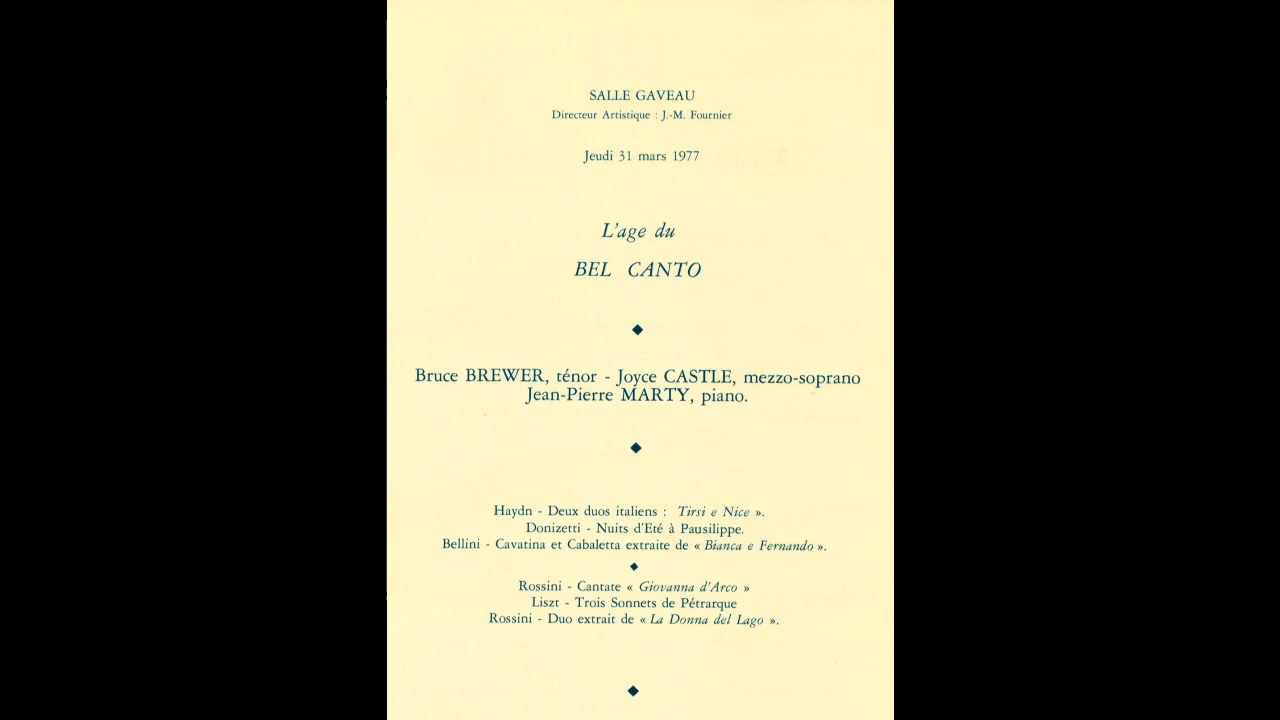 SALLE GAVEAU
Directeur Artistique : J.-M. Fournier
Jeudi 31 mars 1977
L'age du
BEL CANTO
Bruce BREWER, ténor - Joyce CASTLE, mezzo-soprano
Jean-Pierre MARTY, piano.
Haydn - Deux duos italiens : Tirsi e Nice ».
Donizetti - Nuits d'Eté à Pausilippe.
Bellini - Cavatina et Cabaletta extraite de « Bianca e Fernando ».
Rossini - Cantate « Giovanna d'Arco »
Liszt - Trois Sonnets de Pétrarque
Rossini - Duo extrait de « La Donna del Lago ».